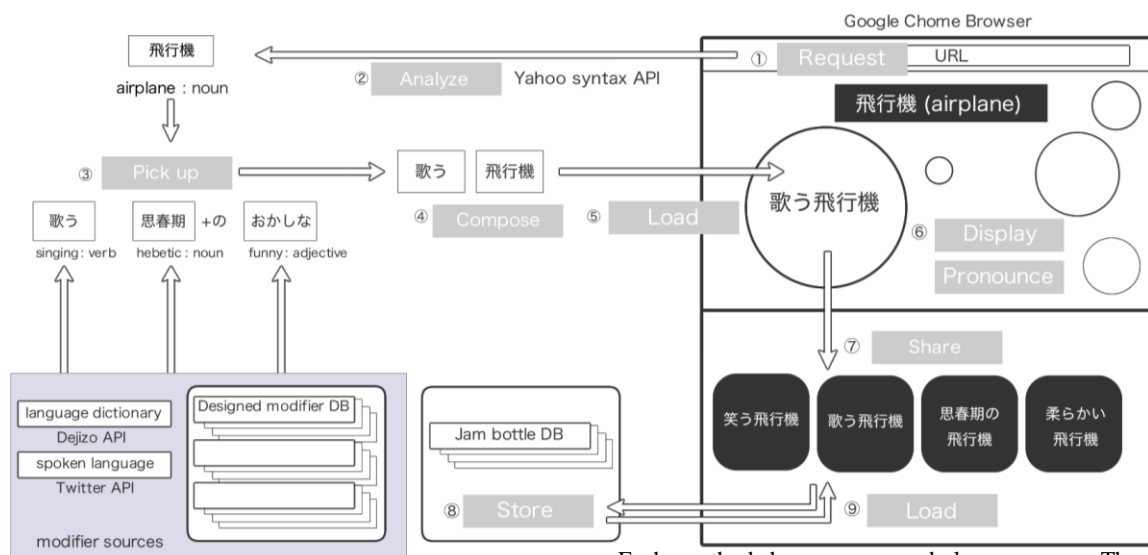 Google Chome Browser
① Request URL
② Analyze Yahoo syntax API
飛行機
airplane : noun
飛行機 (airplane)
③ Pick up
歌う 飛行機
④ Compose
⑤ Load
歌う飛行機
⑥ Display
Pronounce
歌う 思春期 +の おかしな
singing : verb hebetic : noun funny : adjective
⑦ Share
笑う飛行機
歌う飛行機
思春期の
飛行機
柔らかい
飛行機
language dictionary
Dejizo API
spoken language
Twitter API
modifier sources
Designed modifier DB
Jam bottle DB
⑧ Store
⑨ Load